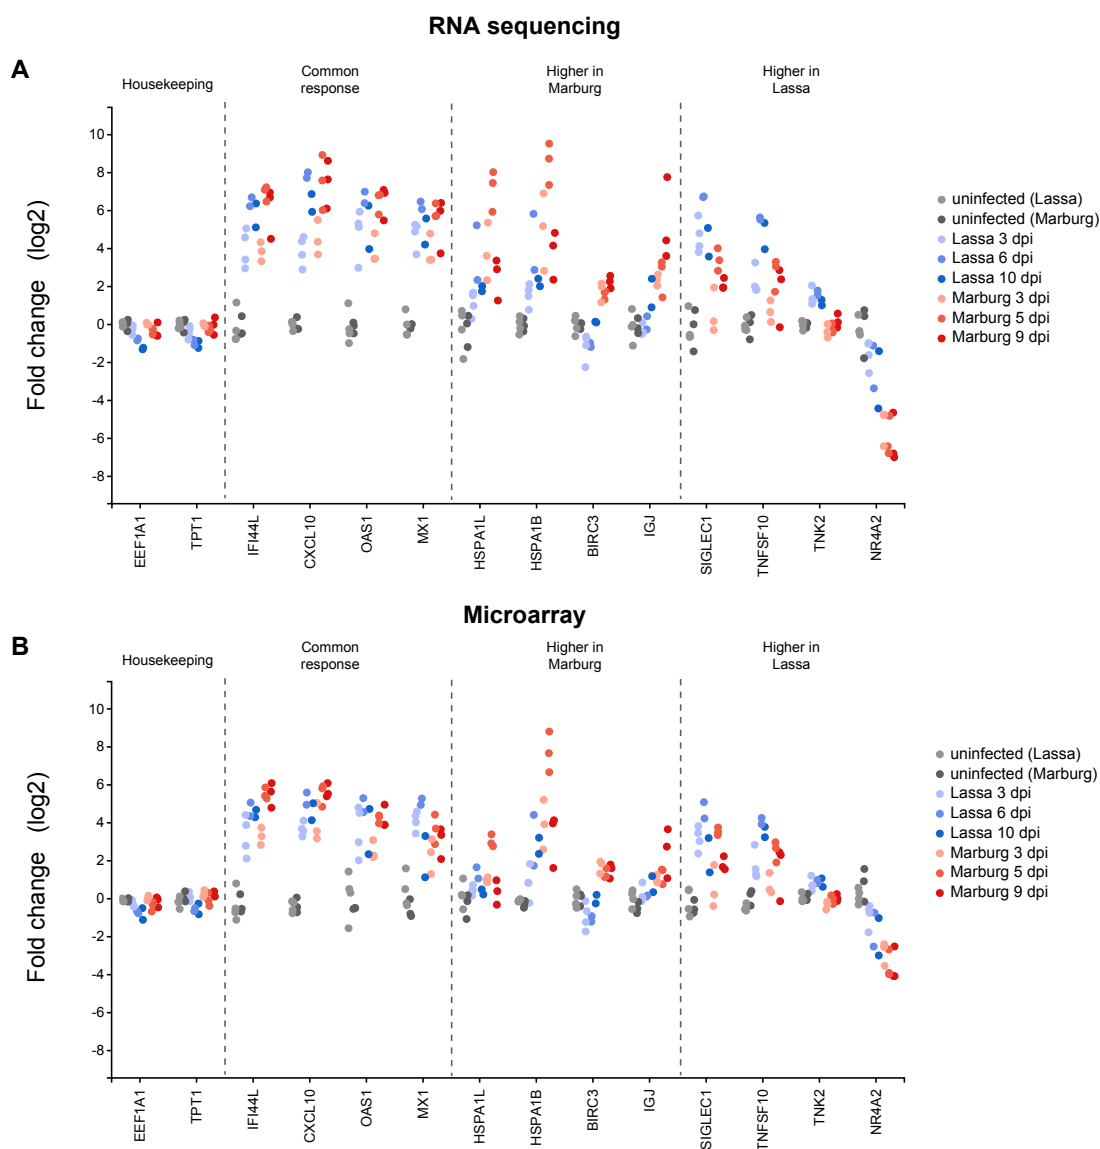 RNA sequencing
A
Housekeeping
Common
response
Higher in
Marburg
Higher in
Lassa
Fold change (log2)
10
8
6
4
2
0
-2
-4
-6
-8
EEF1A1
TPT1
IFI44L
CXCL10
OAS1
MX1
HSPA1L
HSPA1B
BIRC3
IGJ
SIGLEC1
TNFSF10
TNK2
NR4A2
uninfected (Lassa)
uninfected (Marburg)
Lassa 3 dpi
Lassa 6 dpi
Lassa 10 dpi
Marburg 3 dpi
Marburg 5 dpi
Marburg 9 dpi
Microarray
B
Housekeeping
Common
response
Higher in
Marburg
Higher in
Lassa
Fold change (log2)
10
8
6
4
2
0
-2
-4
-6
-8
EEF1A1
TPT1
IFI44L
CXCL10
OAS1
MX1
HSPA1L
HSPA1B
BIRC3
IGJ
SIGLEC1
TNFSF10
TNK2
NR4A2
uninfected (Lassa)
uninfected (Marburg)
Lassa 3 dpi
Lassa 6 dpi
Lassa 10 dpi
Marburg 3 dpi
Marburg 5 dpi
Marburg 9 dpi